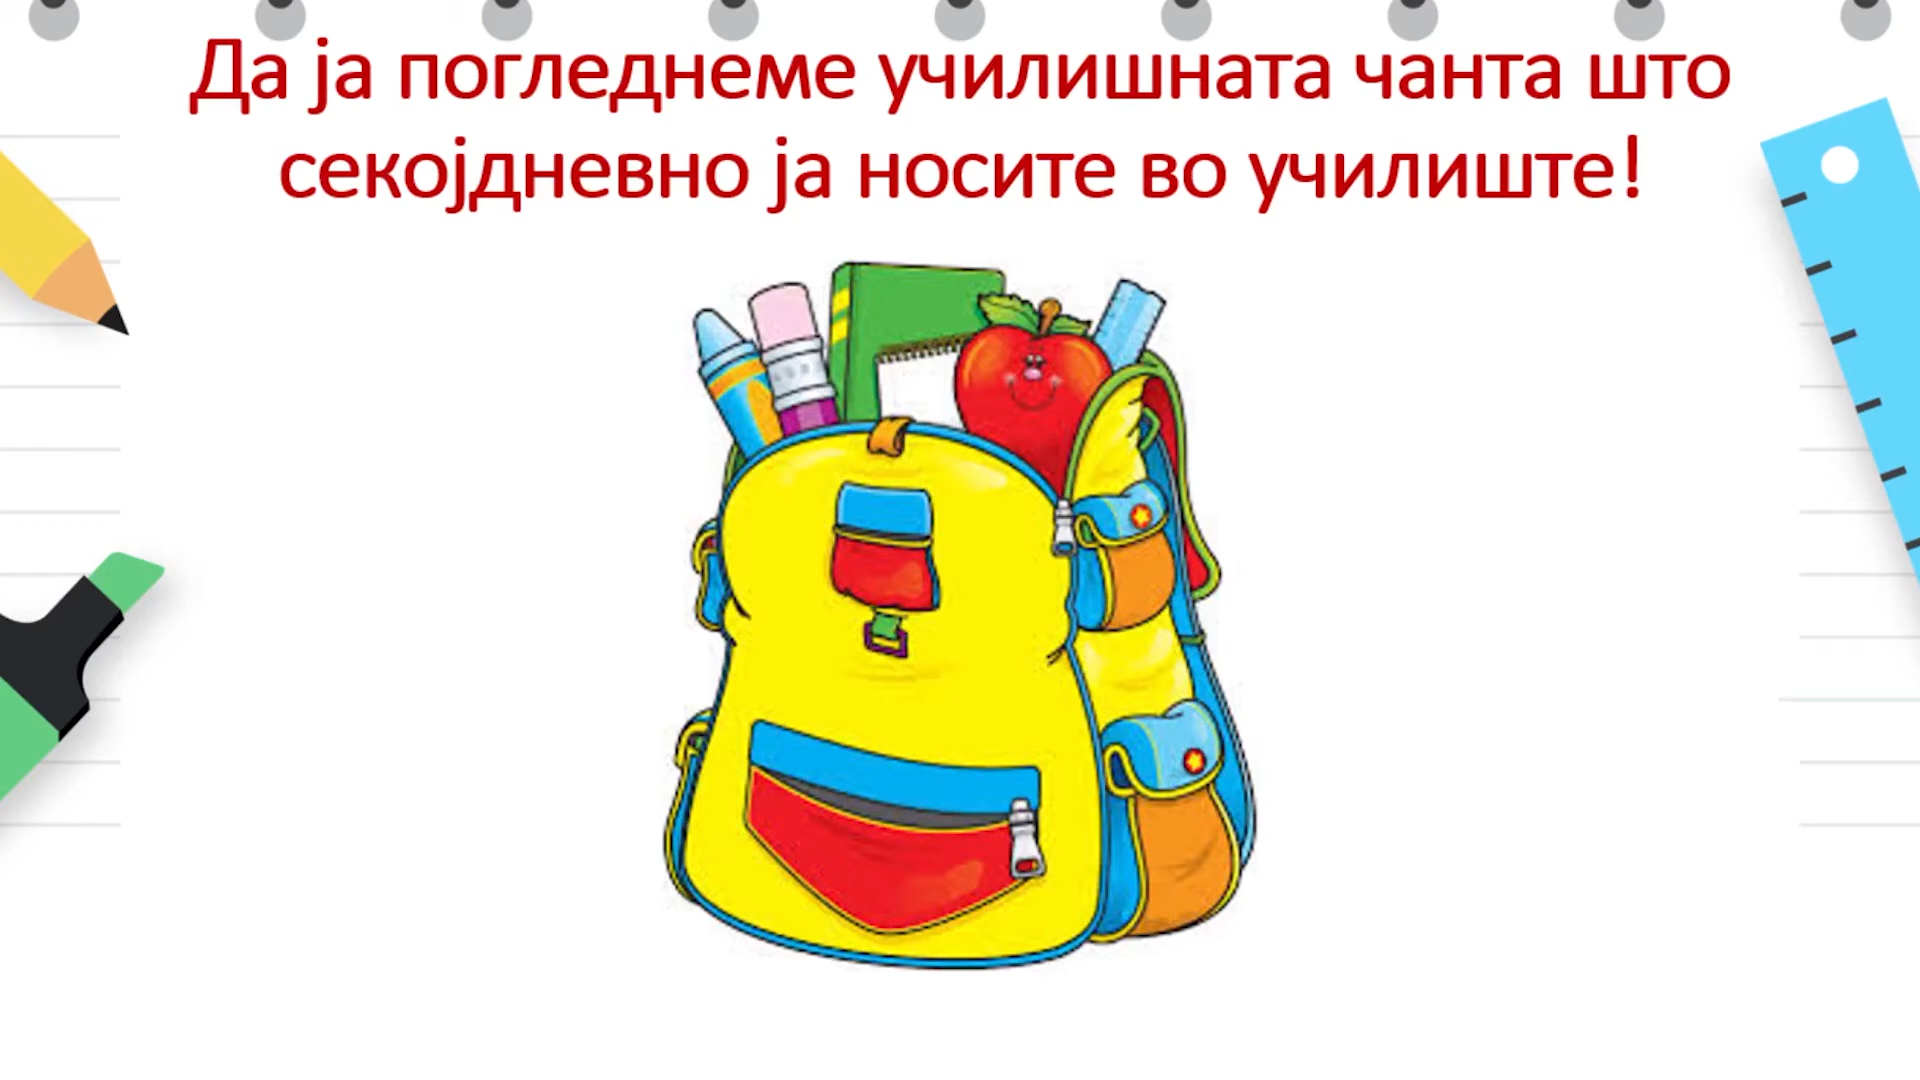 Да ја погледнеме училишната чанта што
секојдневно ја носите во училиште!